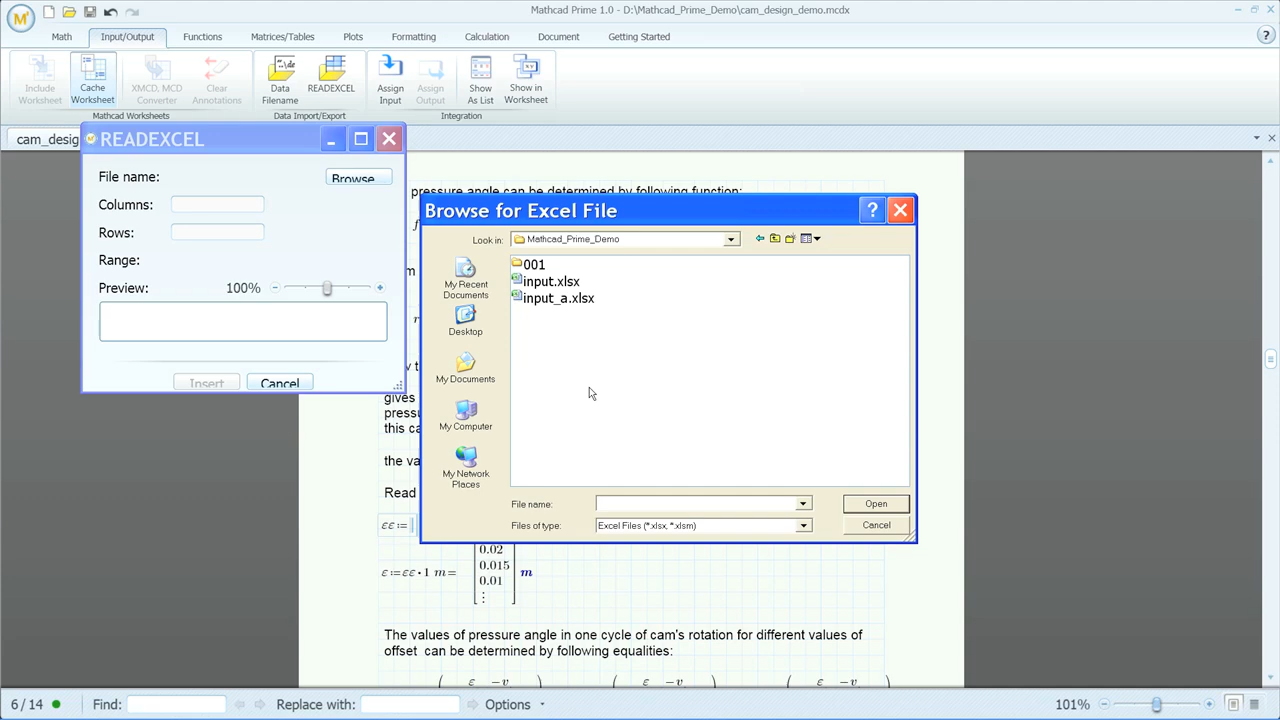 Mathcad Prime 1.0 - D:\Mathcad_Prime_Demo\cam_design_demo.mcdx
Math Input/Output Functions Matrices/Tables Plots Formatting Calculation Document Getting Started
Include Worksheet
Cache Worksheet
XMCD, MCD Converter
Clear Annotations
Data Filename
READEXCEL
Assign Input
Assign Output
Show As List
Show in Worksheet
Mathcad Worksheets Data Import/Export Integration
cam_desig
READEXCEL
File name: Browse...
Columns:
Rows:
Range:
Preview: 100%
Insert Cancel
pressure angle can be determined by following function:
Browse for Excel File
Look in: Mathcad_Prime_Demo
My Recent Documents
Desktop
My Documents
My Computer
My Network Places
001
input.xlsx
input_a.xlsx
File name: Open
Files of type: Excel Files (*.xlsx, *.xlsm) Cancel
gives
pressu
this ca
the va
Read
εε:=
0.02
0.015
0.01
⋮
ε:=εε·1 m= m
The values of pressure angle in one cycle of cam's rotation for different values of
offset can be determined by following equalities:
ε −v ε −v ε −v
6 / 14 Find: Replace with: Options 101%